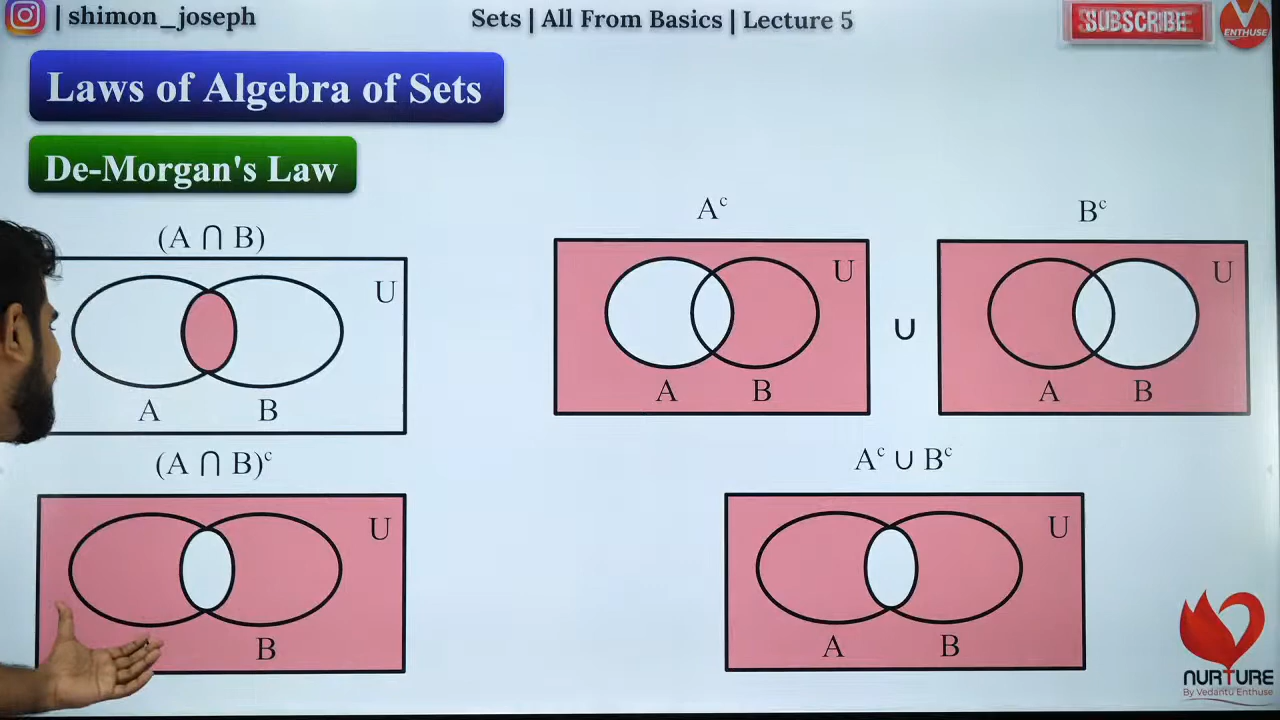 | shimon_joseph
Sets | All From Basics | Lecture 5
SUBSCRIBE
ENTHUSE
Laws of Algebra of Sets
De-Morgan's Law
(A ∩ B)
U
A B
Aᶜ
U
A B
∪
Bᶜ
U
A B
(A ∩ B)ᶜ
U
B
Aᶜ ∪ Bᶜ
U
A B
NURTURE
By Vedantu Enthuse